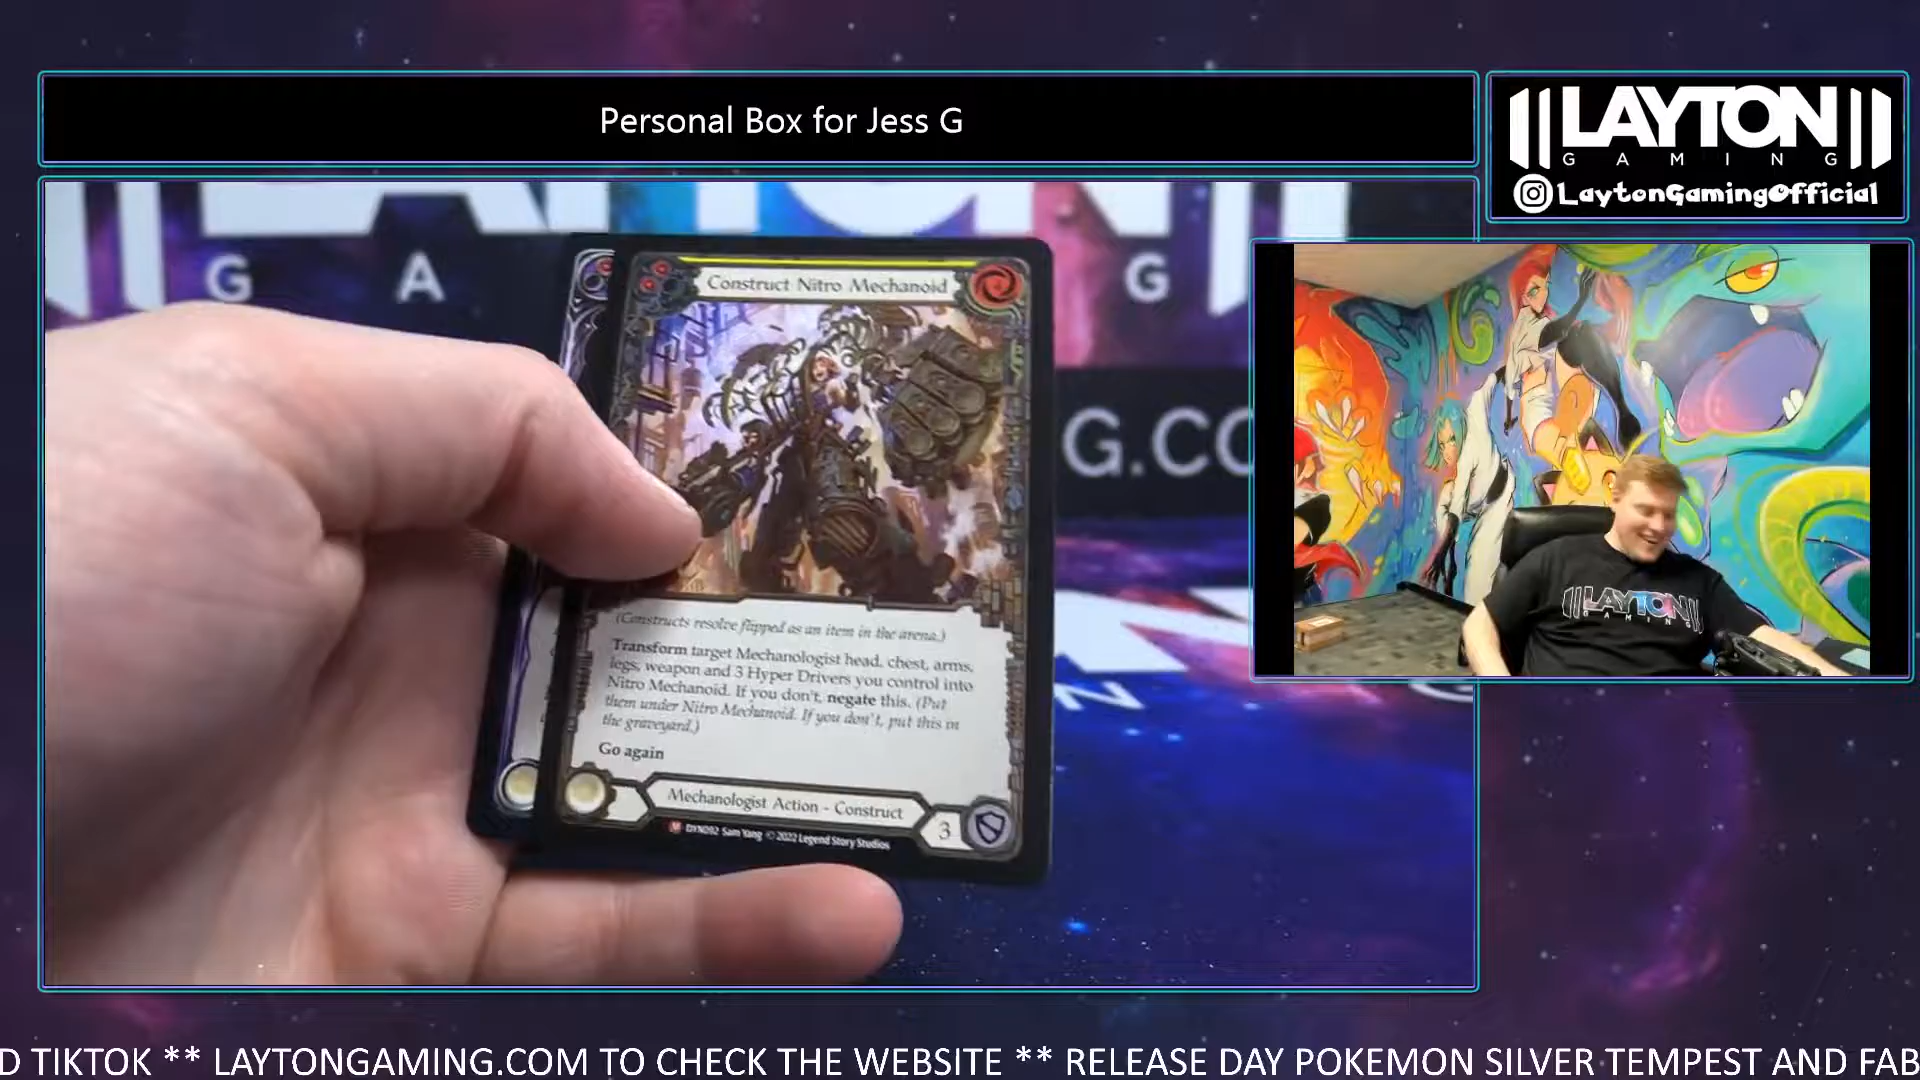 Personal Box for Jess G
LAYTON
GAMING
LaytonGamingOfficial
G A G
G.CO
Construct Nitro Mechanoid
(Constructs resolve flipped as an item in the arena.)
Transform target Mechanologist head, chest, arms,
legs, weapon and 3 Hyper Drivers you control into
Nitro Mechanoid. If you don't, negate this. (Put
them under Nitro Mechanoid. If you don't, put this in
the graveyard.)
Go again
Mechanologist Action - Construct
3
M DYN092 Sam Yang © 2022 Legend Story Studios
LAYTON
GAMING
D TIKTOK ** LAYTONGAMING.COM TO CHECK THE WEBSITE ** RELEASE DAY POKEMON SILVER TEMPEST AND FAB